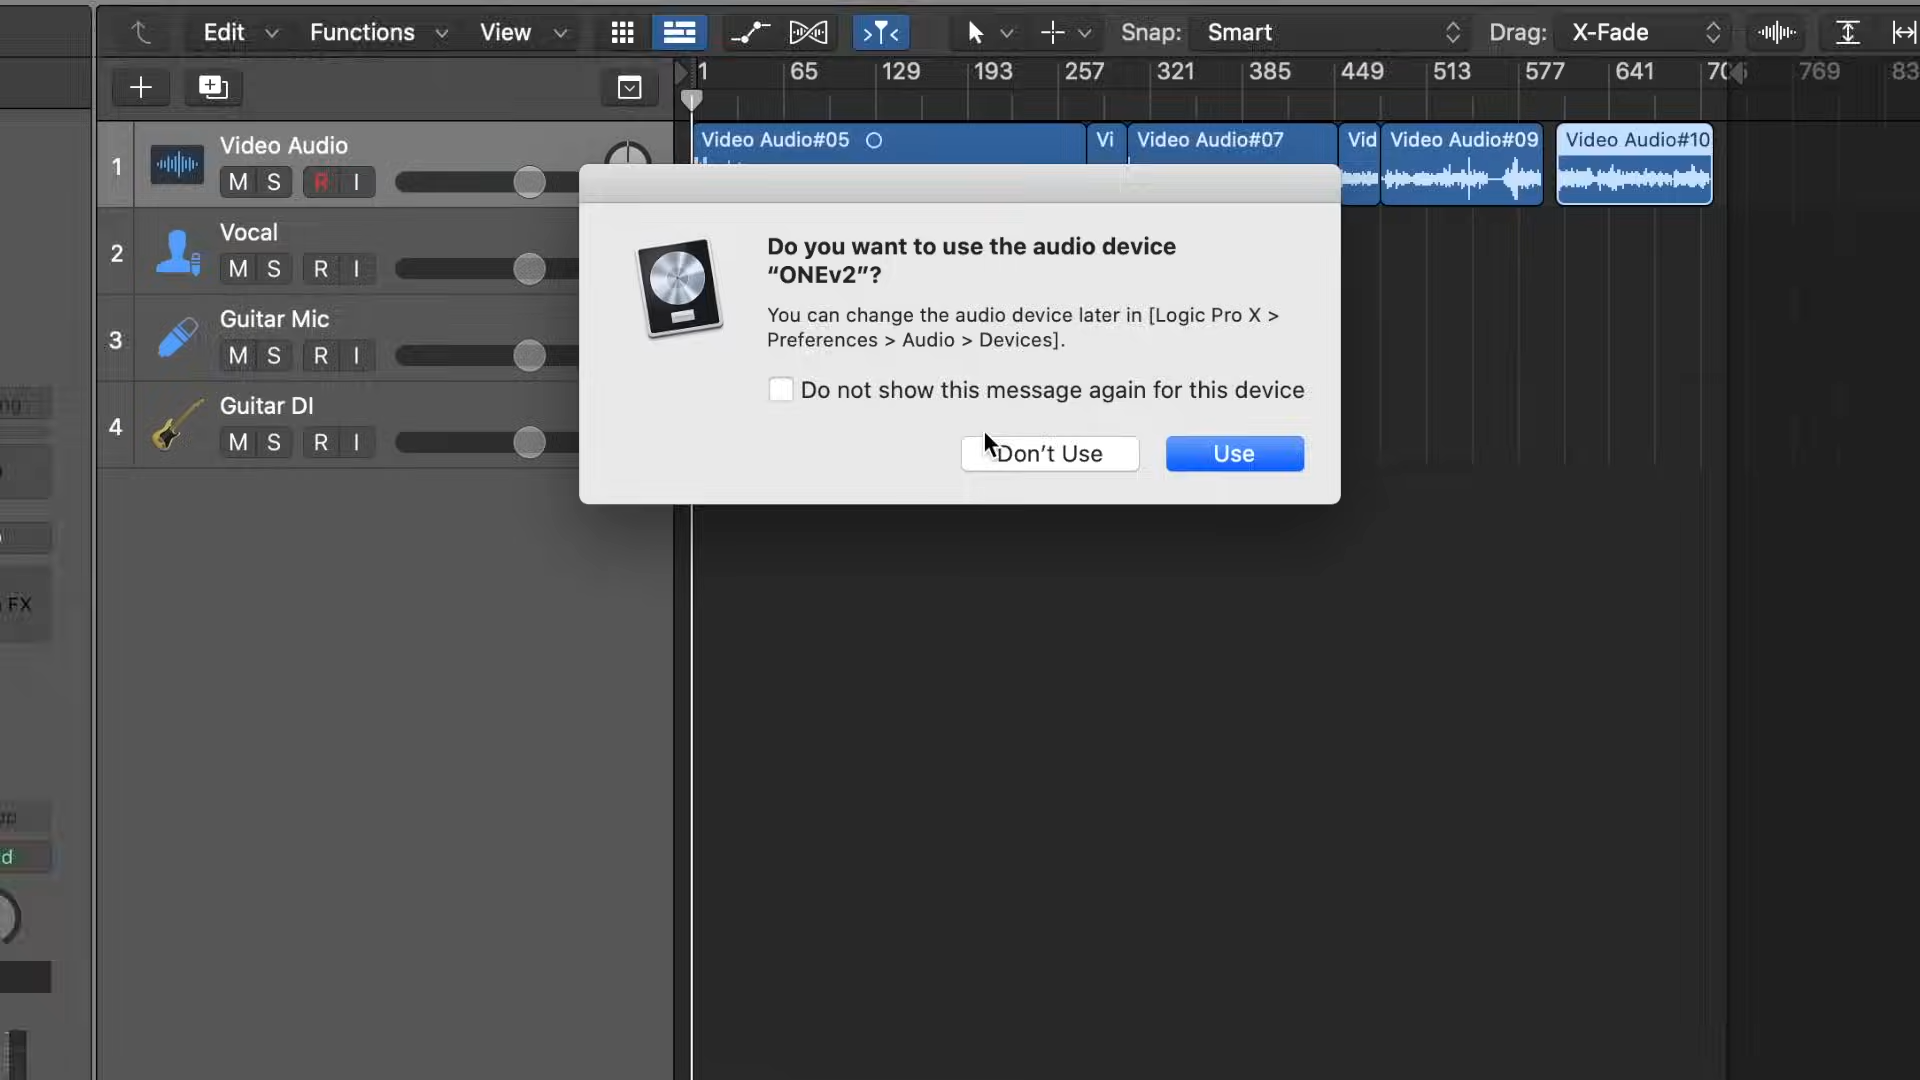 Edit Functions View Snap: Smart Drag: X-Fade
1 65 129 193 257 321 385 449 513 577 641 769
Video Audio#05 Vi Video Audio#07 Vid Video Audio#09 Video Audio#10
1 Video Audio
M S R I
2 Vocal
M S R I
3 Guitar Mic
M S R I
4 Guitar DI
M S R I
Do you want to use the audio device
“ONEv2”?
You can change the audio device later in [Logic Pro X >
Preferences > Audio > Devices].
Do not show this message again for this device
Don’t Use Use
FX
d